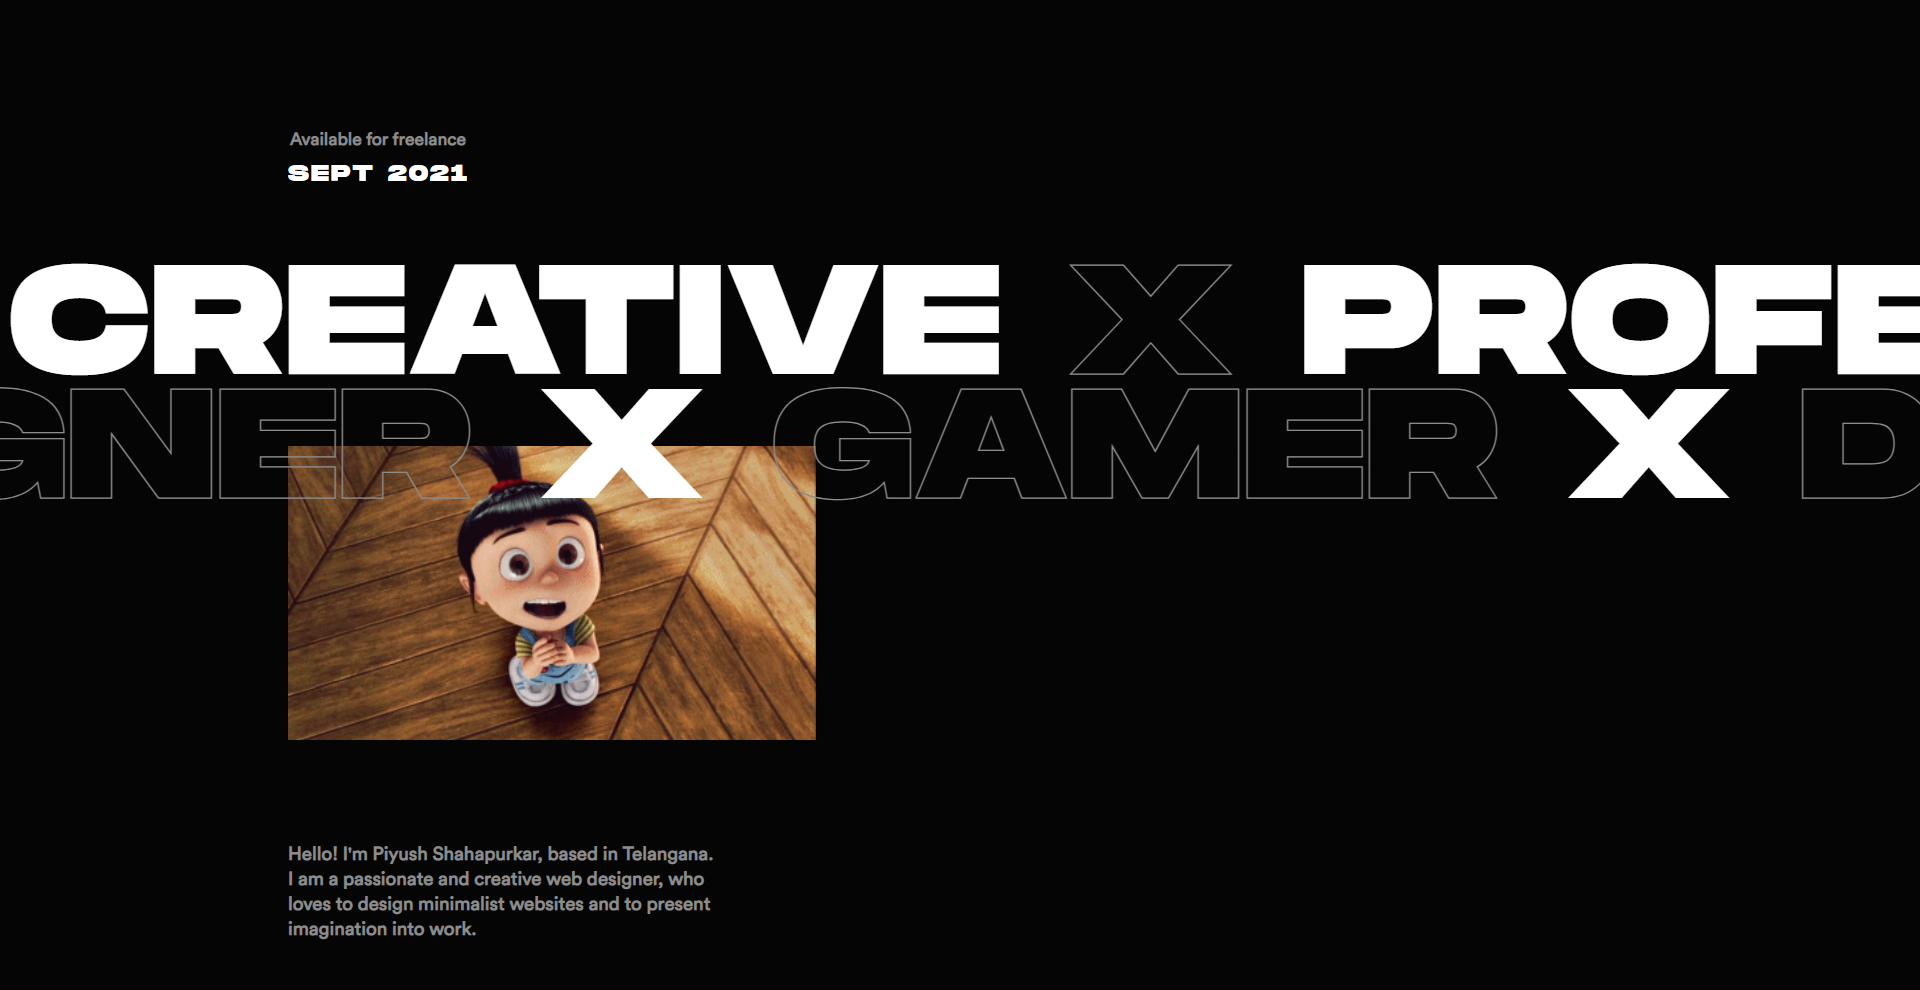 Available for freelance
SEPT 2021
CREATIVE X PROFE
GNER X GAMER X D
Hello! I'm Piyush Shahapurkar, based in Telangana.
I am a passionate and creative web designer, who
loves to design minimalist websites and to present
imagination into work.